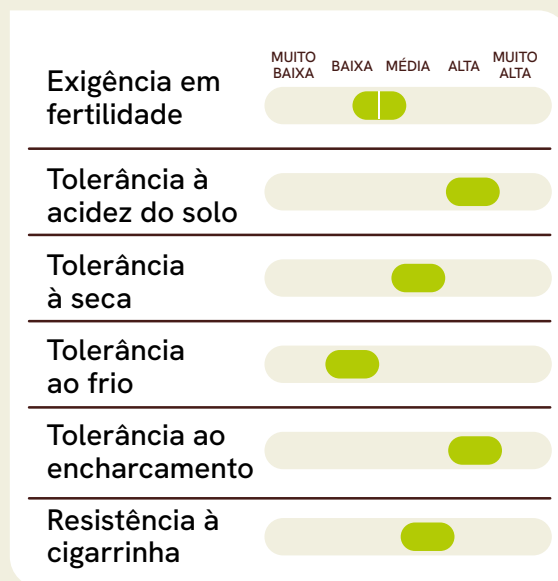 MUITO BAIXA BAIXA MÉDIA ALTA MUITO ALTA
Exigência em
fertilidade
Tolerância à
acidez do solo
Tolerância
à seca
Tolerância
ao frio
Tolerância ao
encharcamento
Resistência à
cigarrinha